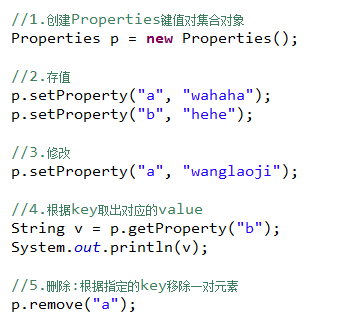 //1.创建Properties键值对集合对象
Properties p = new Properties();
//2.存值
p.setProperty("a", "wahaha");
p.setProperty("b", "hehe");
//3.修改
p.setProperty("a", "wanglaoji");
//4.根据key取出对应的value
String v = p.getProperty("b");
System.out.println(v);
//5.删除:根据指定的key移除一对元素
p.remove("a");